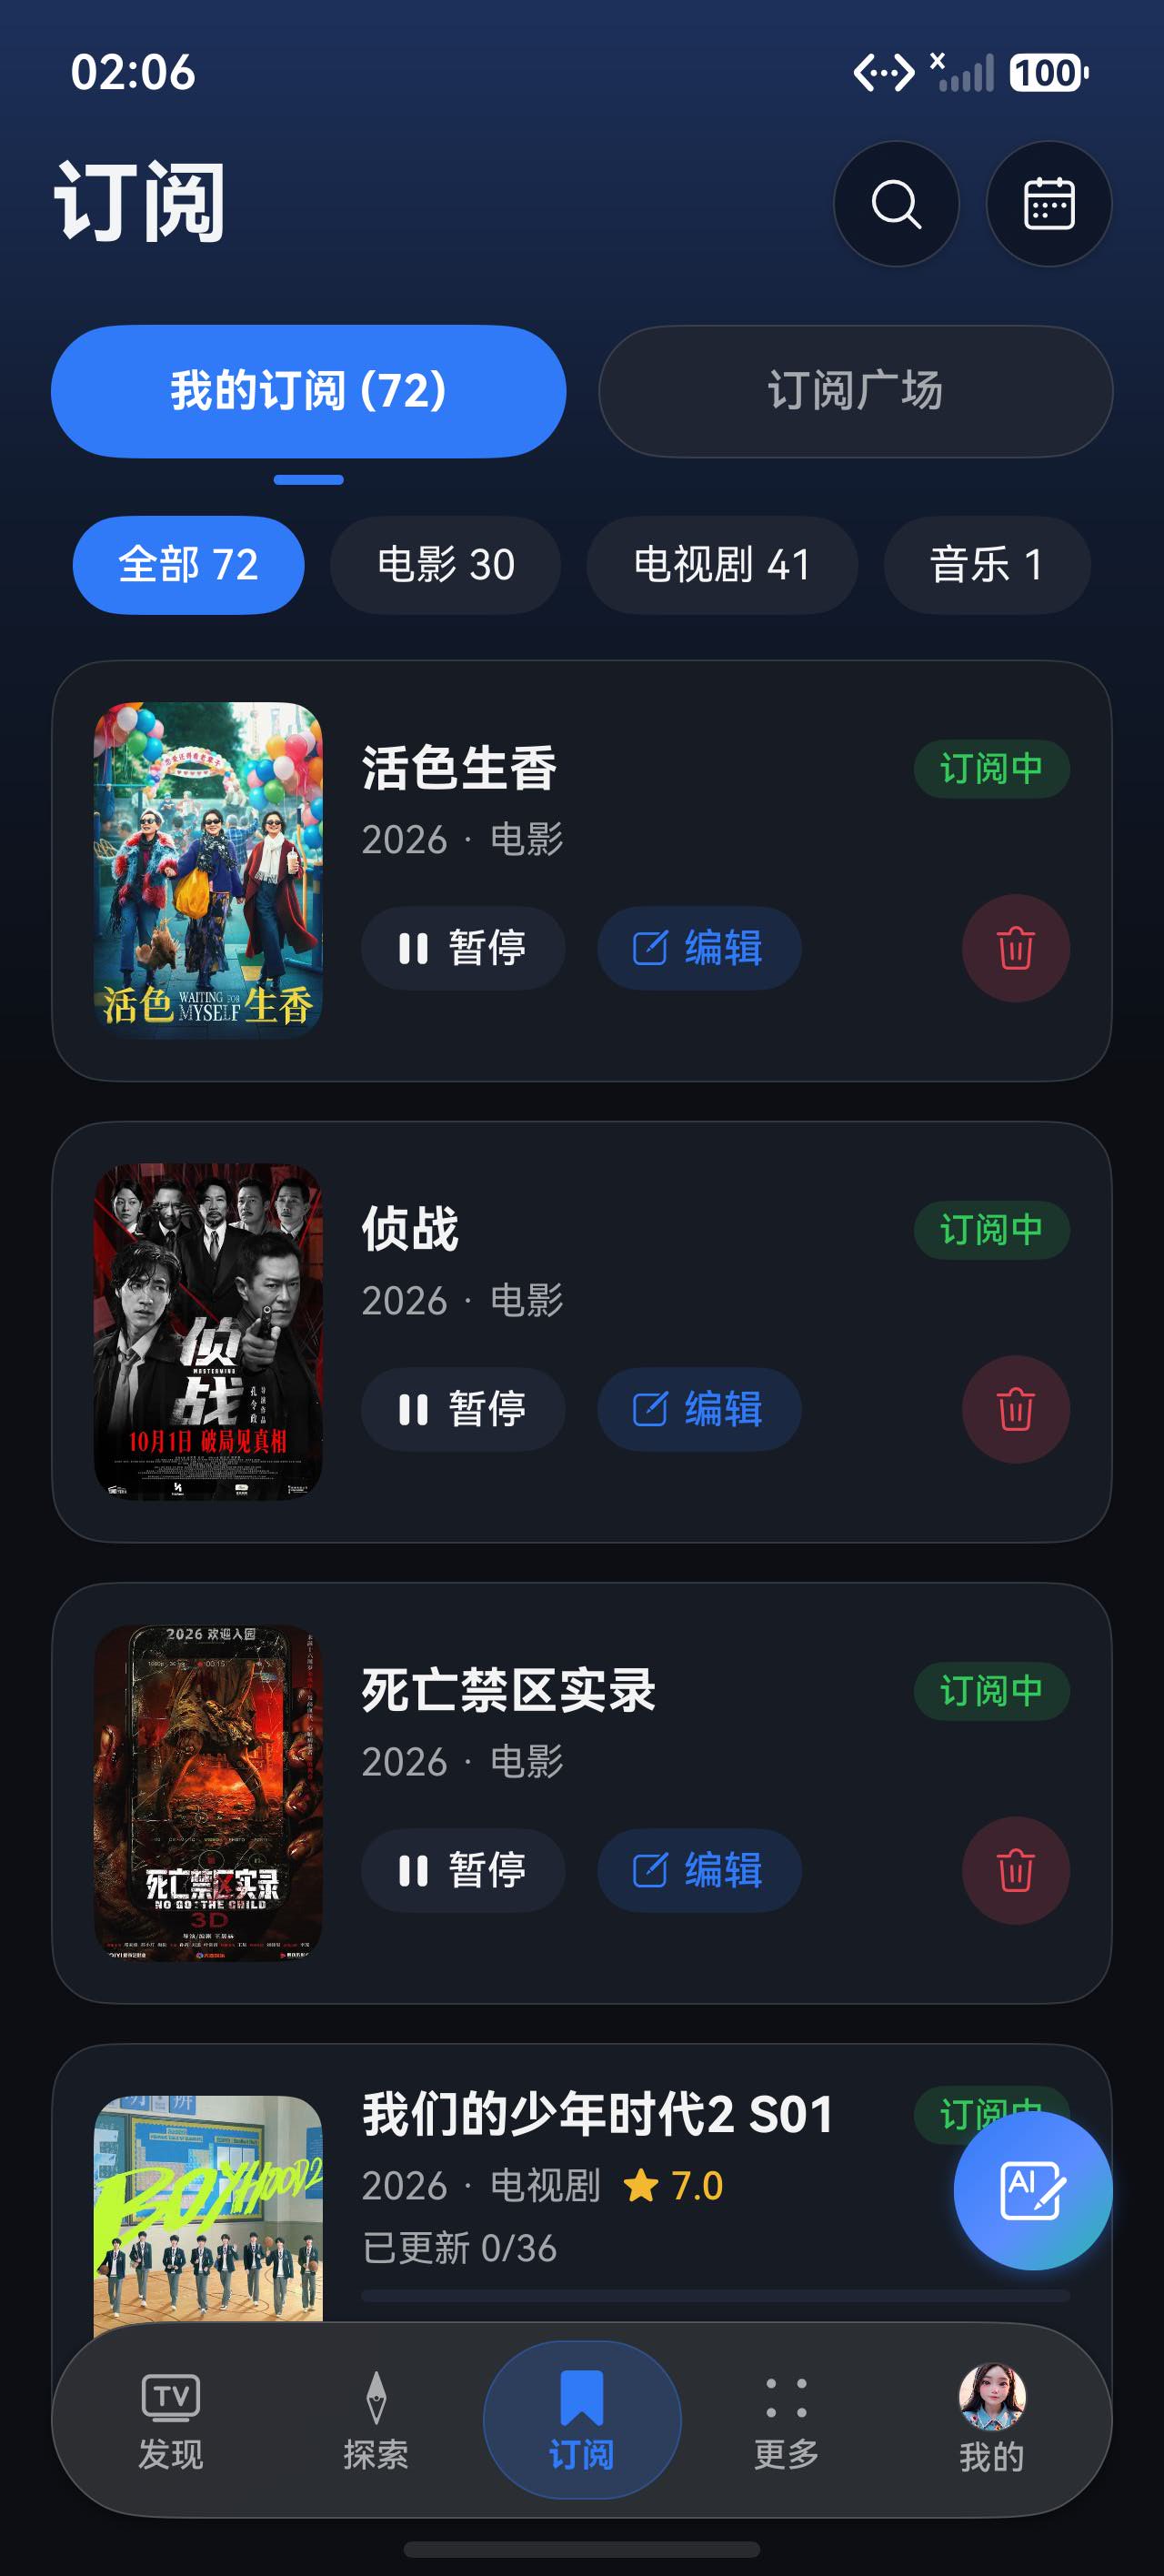 02:06
100
订阅
我的订阅 (72)
订阅广场
全部 72
电影 30
电视剧 41
音乐 1
活色生香
订阅中
2026 · 电影
暂停
编辑
活色 WAITING FOR MYSELF 生香
侦战
订阅中
2026 · 电影
暂停
编辑
侦战
MASTERMIND
10月1日 破局见真相
死亡禁区实录
订阅中
2026 · 电影
暂停
编辑
2026 欢迎入园
死亡禁区实录
NO GO:THE CHILD
3D
我们的少年时代2 S01
订阅中
2026 · 电视剧 7.0
已更新 0/36
BOYHOOD2
AI
TV
发现
探索
订阅
更多
我的